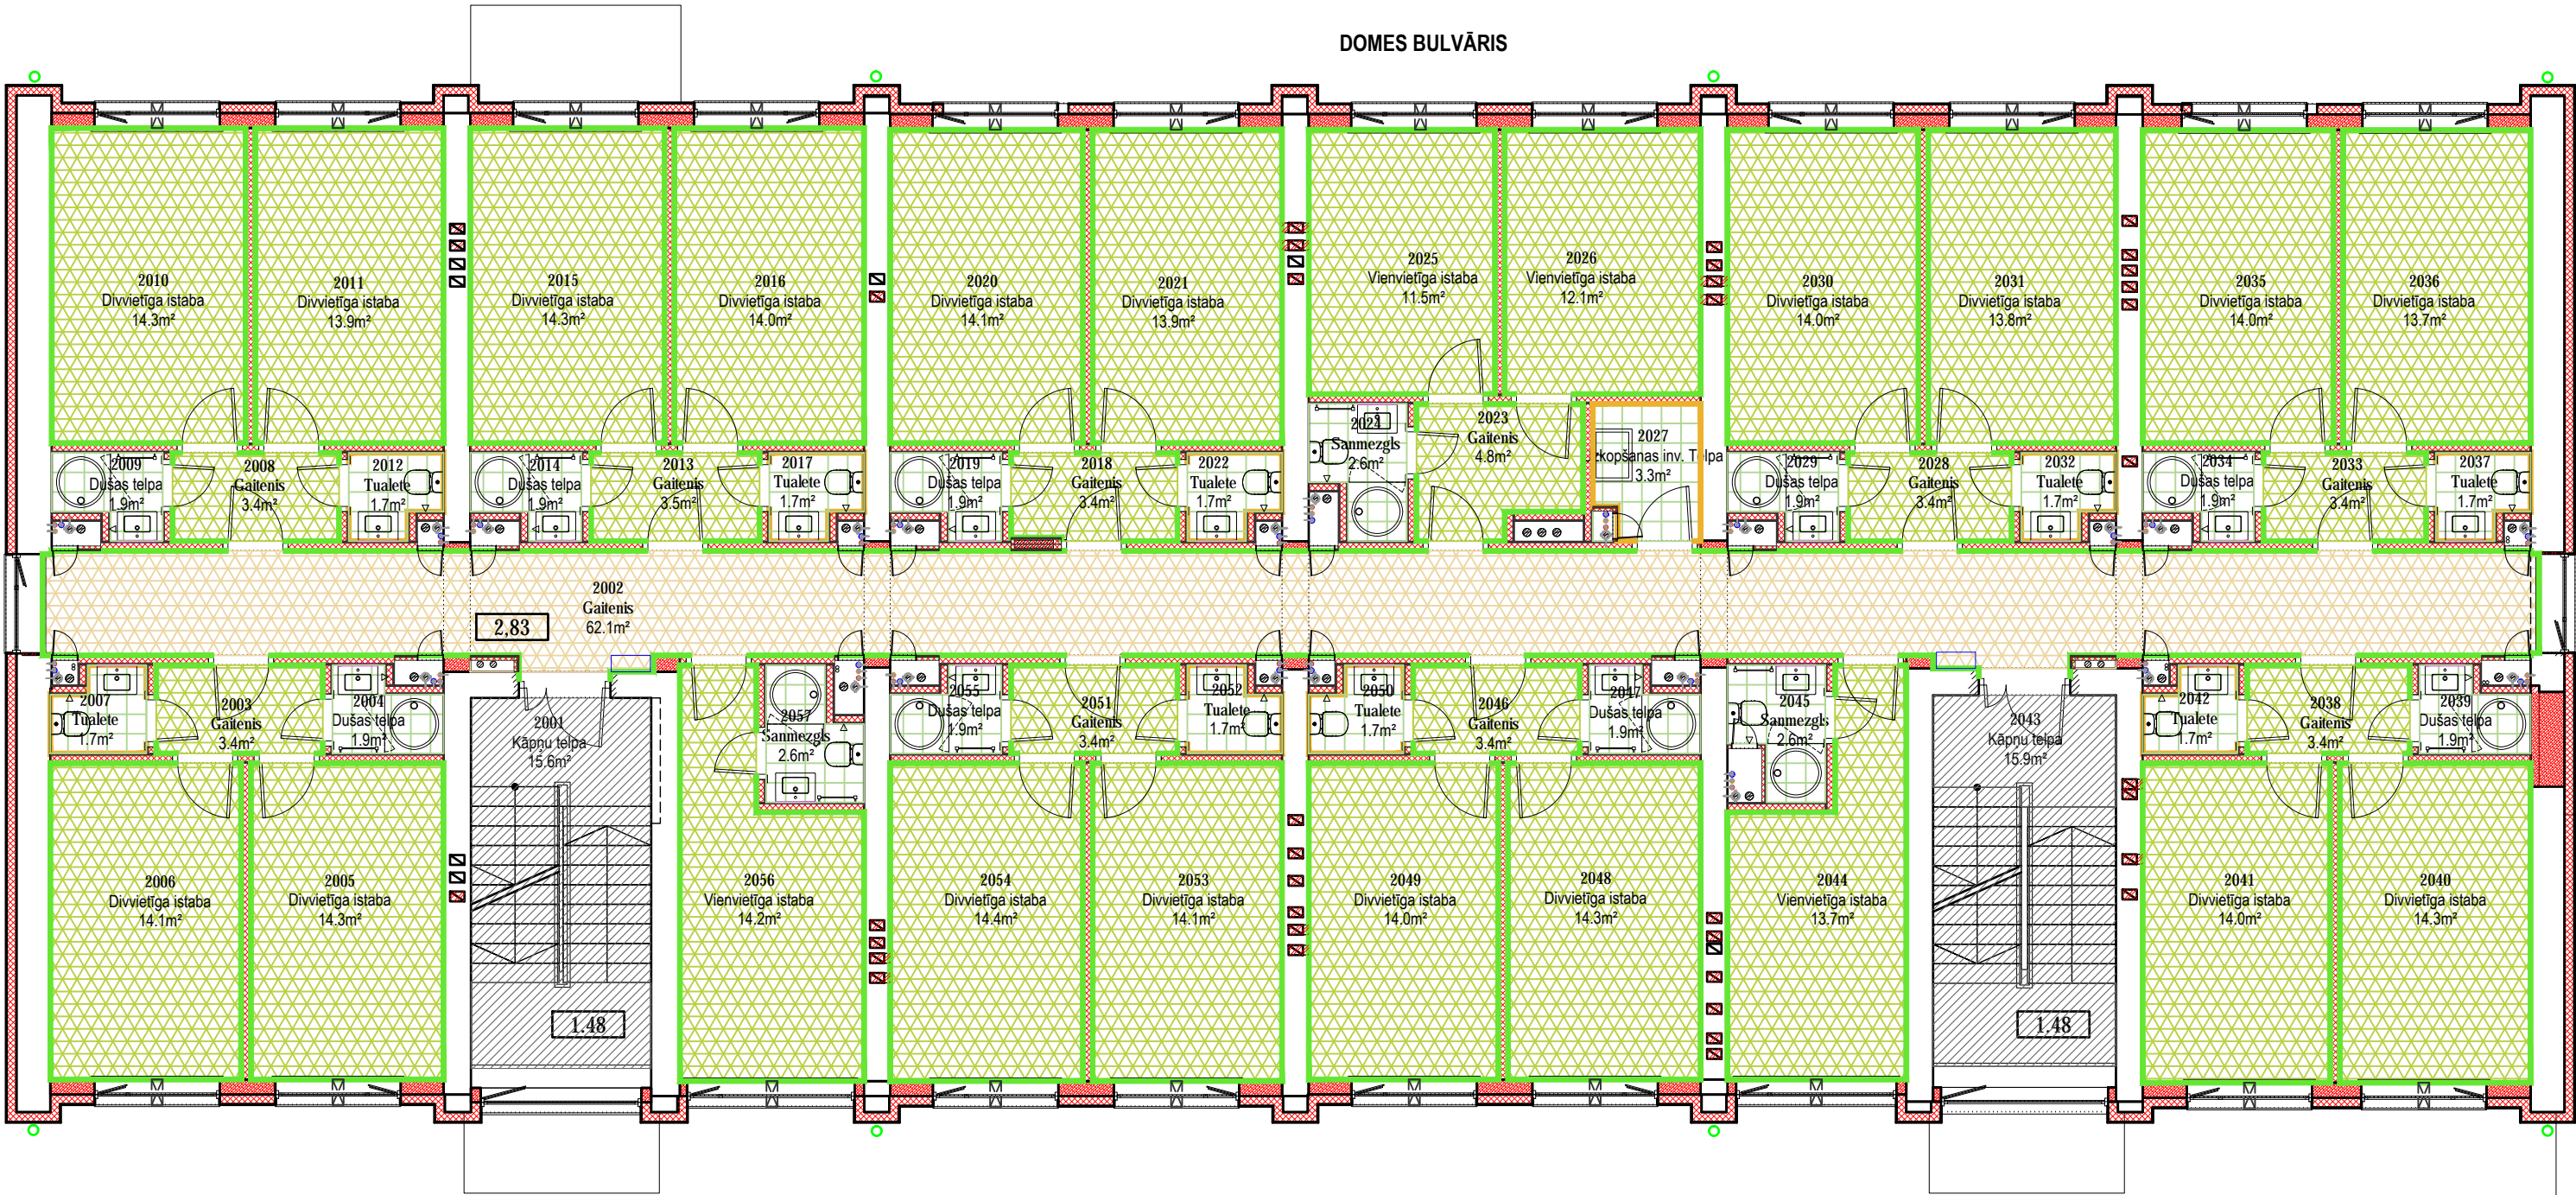 DOMES BULVĀRIS
2010
Divvietīga istaba
14.3m²
2011
Divvietīga istaba
13.9m²
2015
Divvietīga istaba
14.3m²
2016
Divvietīga istaba
14.0m²
2020
Divvietīga istaba
14.1m²
2021
Divvietīga istaba
13.9m²
2025
Vienvietīga istaba
11.5m²
2026
Vienvietīga istaba
12.1m²
2030
Divvietīga istaba
14.0m²
2031
Divvietīga istaba
13.8m²
2035
Divvietīga istaba
14.0m²
2036
Divvietīga istaba
13.7m²
2009
Dušas telpa
1.9m²
2008
Gaitenis
3.4m²
2012
Tualete
1.7m²
2014
Dušas telpa
1.9m²
2013
Gaitenis
3.5m²
2017
Tualete
1.7m²
2019
Dušas telpa
1.9m²
2018
Gaitenis
3.4m²
2022
Tualete
1.7m²
2024
Sanmezgls
2.6m²
2023
Gaitenis
4.8m²
2027
zkopšanas inv. Telpa
3.3m²
2029
Dušas telpa
1.9m²
2028
Gaitenis
3.4m²
2032
Tualete
1.7m²
2034
Dušas telpa
1.9m²
2033
Gaitenis
3.4m²
2037
Tualete
1.7m²
2002
Gaitenis
62.1m²
2,83
2007
Tualete
1.7m²
2003
Gaitenis
3.4m²
2004
Dušas telpa
1.9m²
2001
Kāpņu telpa
15.6m²
2057
Sanmezgls
2.6m²
2055
Dušas telpa
1.9m²
2051
Gaitenis
3.4m²
2052
Tualete
1.7m²
2050
Tualete
1.7m²
2046
Gaitenis
3.4m²
2047
Dušas telpa
1.9m²
2045
Sanmezgls
2.6m²
2043
Kāpņu telpa
15.9m²
2042
Tualete
1.7m²
2038
Gaitenis
3.4m²
2039
Dušas telpa
1.9m²
2006
Divvietīga istaba
14.1m²
2005
Divvietīga istaba
14.3m²
2056
Vienvietīga istaba
14.2m²
2054
Divvietīga istaba
14.4m²
2053
Divvietīga istaba
14.1m²
2049
Divvietīga istaba
14.0m²
2048
Divvietīga istaba
14.3m²
2044
Vienvietīga istaba
13.7m²
2041
Divvietīga istaba
14.0m²
2040
Divvietīga istaba
14.3m²
1.48
1.48